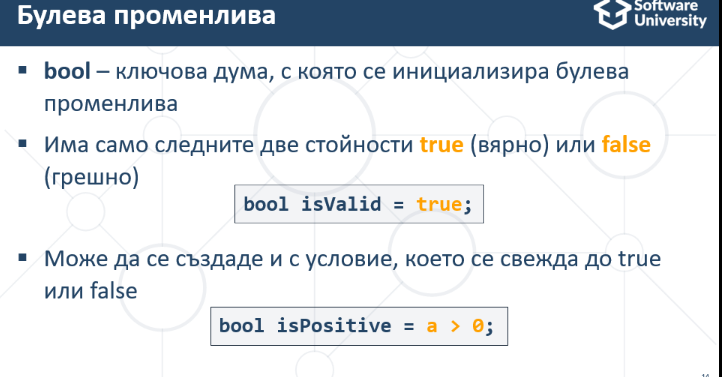 Булева променлива
Software
University
bool – ключова дума, с която се инициализира булева
променлива
Има само следните две стойности true (вярно) или false
(грешно)
bool isValid = true;
Може да се създаде и с условие, което се свежда до true
или false
bool isPositive = a > 0;